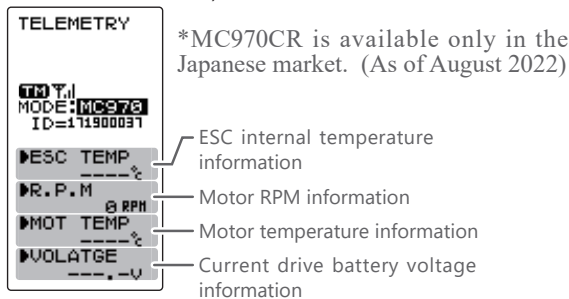 TELEMETRY
*MC970CR is available only in the
Japanese market. (As of August 2022)
TM
MODE:MC970
ID=171900037
ESC TEMP
----℃
R.P.M
0 RPM
MOT TEMP
----℃
VOLATGE
---.-V
ESC internal temperature
information
Motor RPM information
Motor temperature information
Current drive battery voltage
information